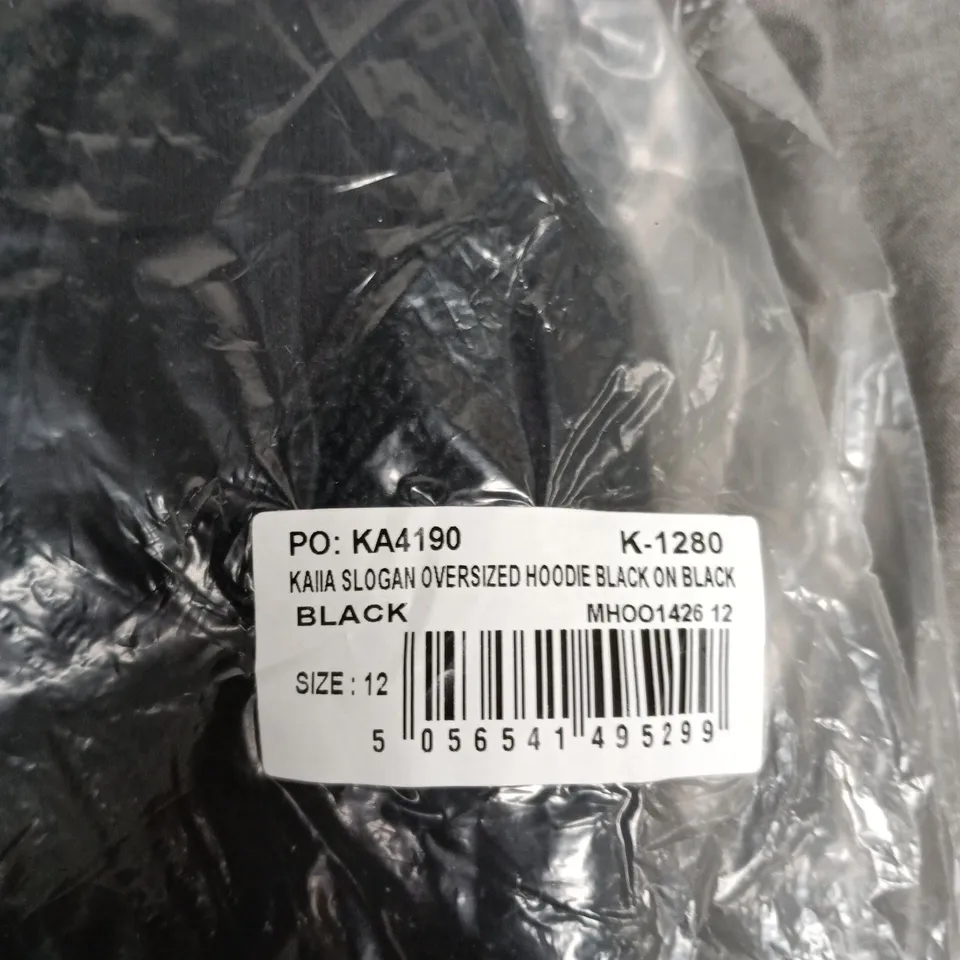 PO: KA4190 K-1280
KAIIA SLOGAN OVERSIZED HOODIE BLACK ON BLACK
BLACK MHOO1426 12
SIZE : 12
5 056541 495299